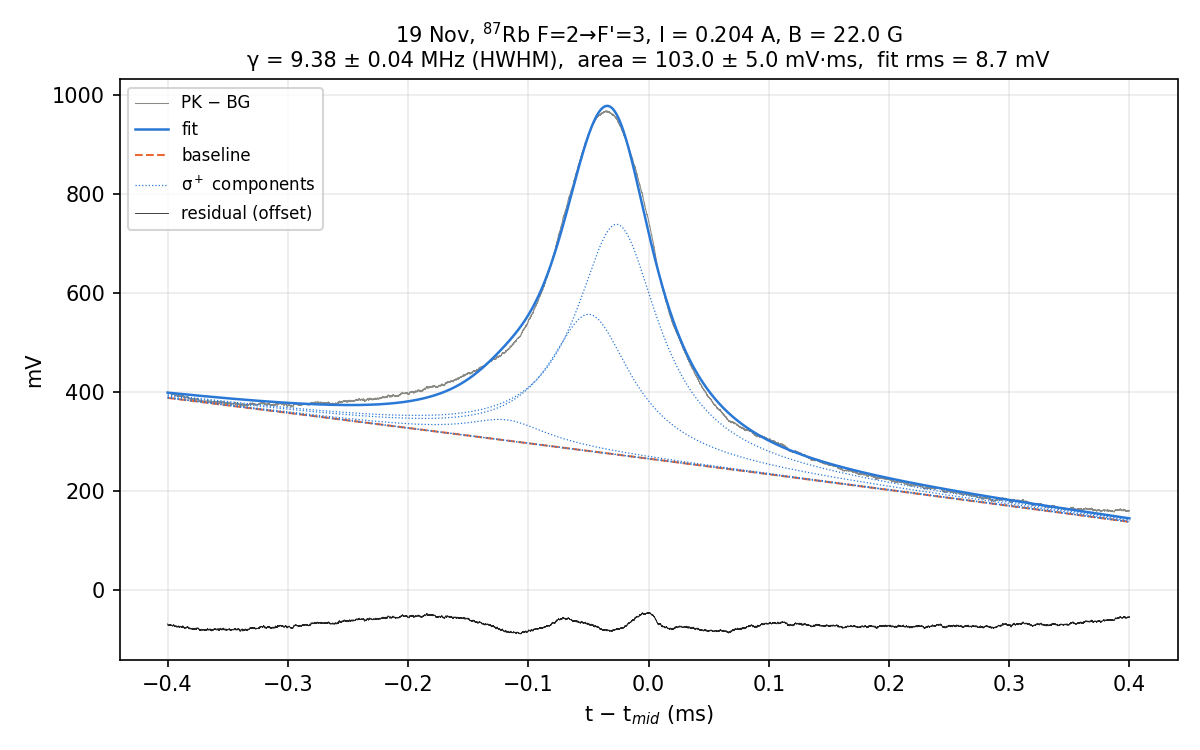 19 Nov, ⁸⁷Rb F=2→F'=3, I = 0.204 A, B = 22.0 G
γ = 9.38 ± 0.04 MHz (HWHM), area = 103.0 ± 5.0 mV·ms, fit rms = 8.7 mV
PK − BG
fit
baseline
σ⁺ components
residual (offset)
1000
800
600
400
200
0
mV
−0.4 −0.3 −0.2 −0.1 0.0 0.1 0.2 0.3 0.4
t − t_mid (ms)